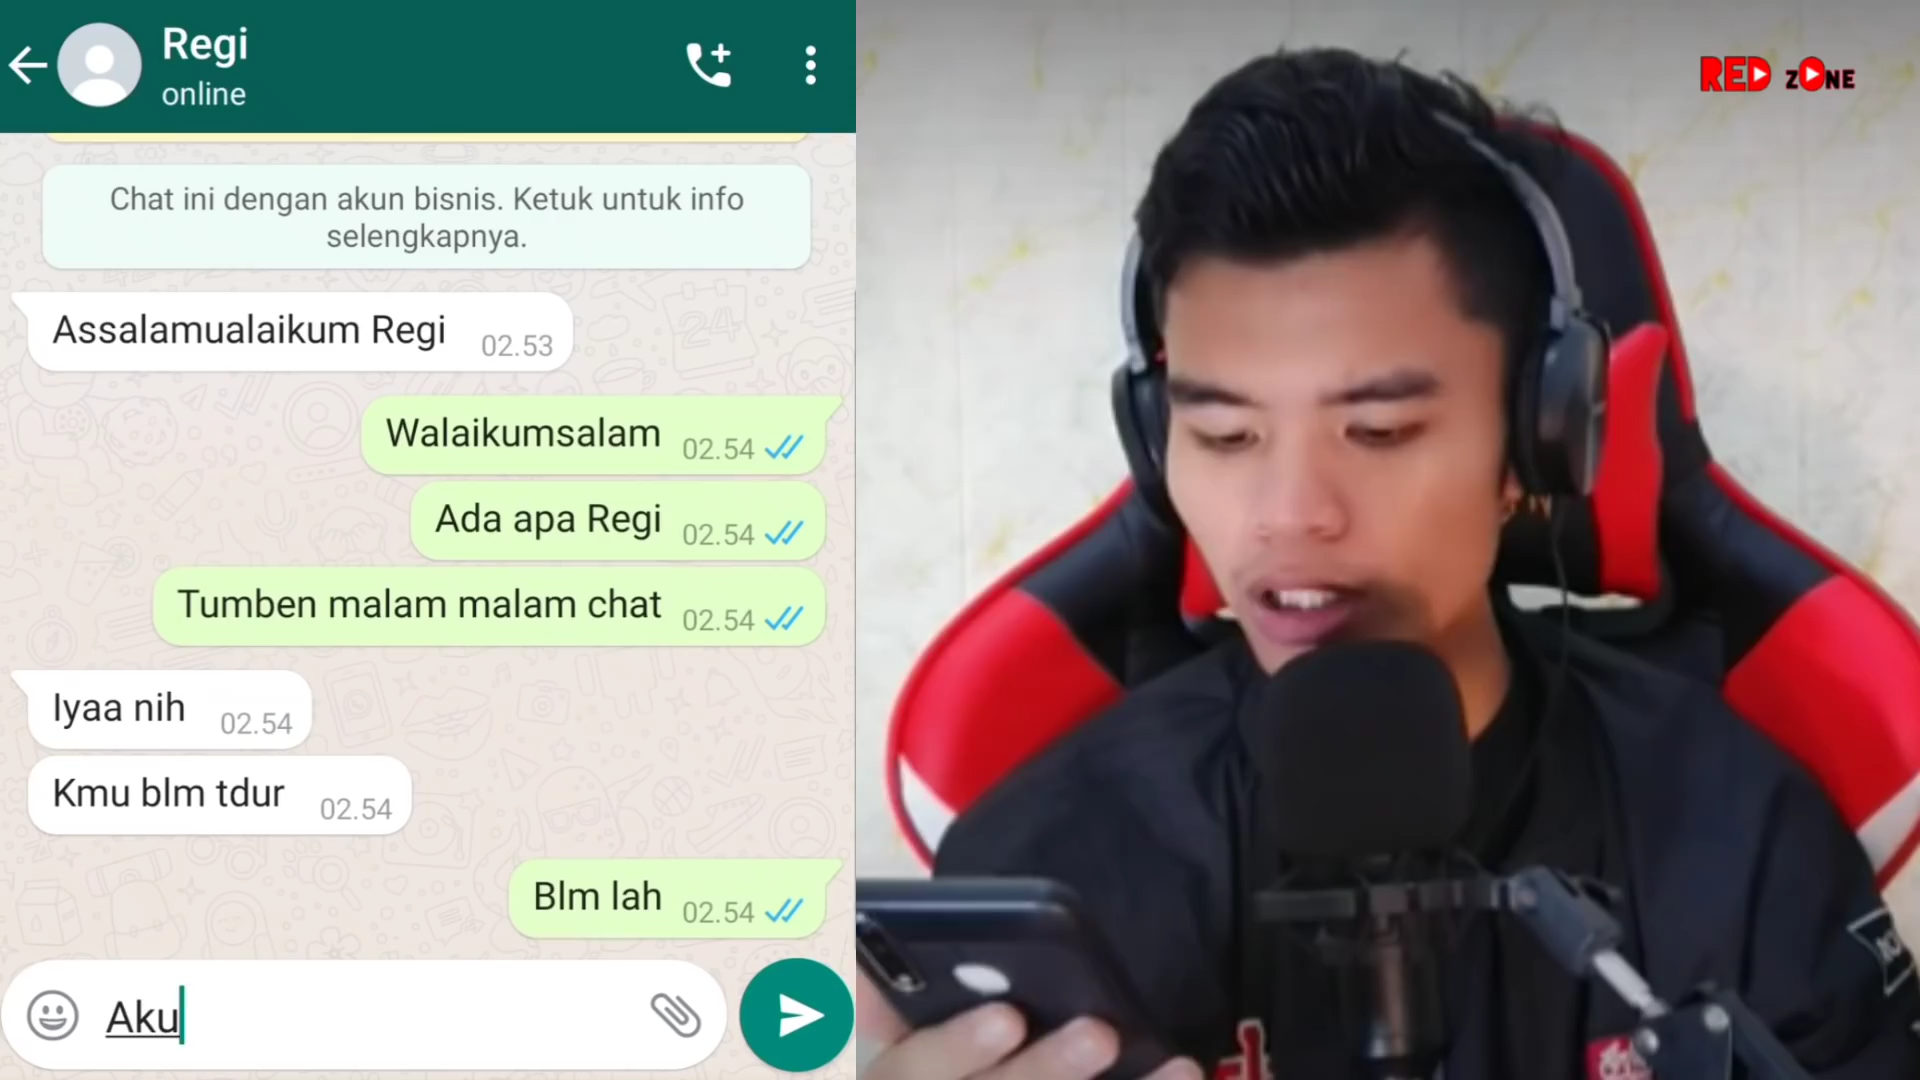 Regi
online
RED ZONE
Chat ini dengan akun bisnis. Ketuk untuk info
selengkapnya.
Assalamualaikum Regi 02.53
Walaikumsalam 02.54
Ada apa Regi 02.54
Tumben malam malam chat 02.54
Iyaa nih 02.54
Kmu blm tdur 02.54
Blm lah 02.54
Aku